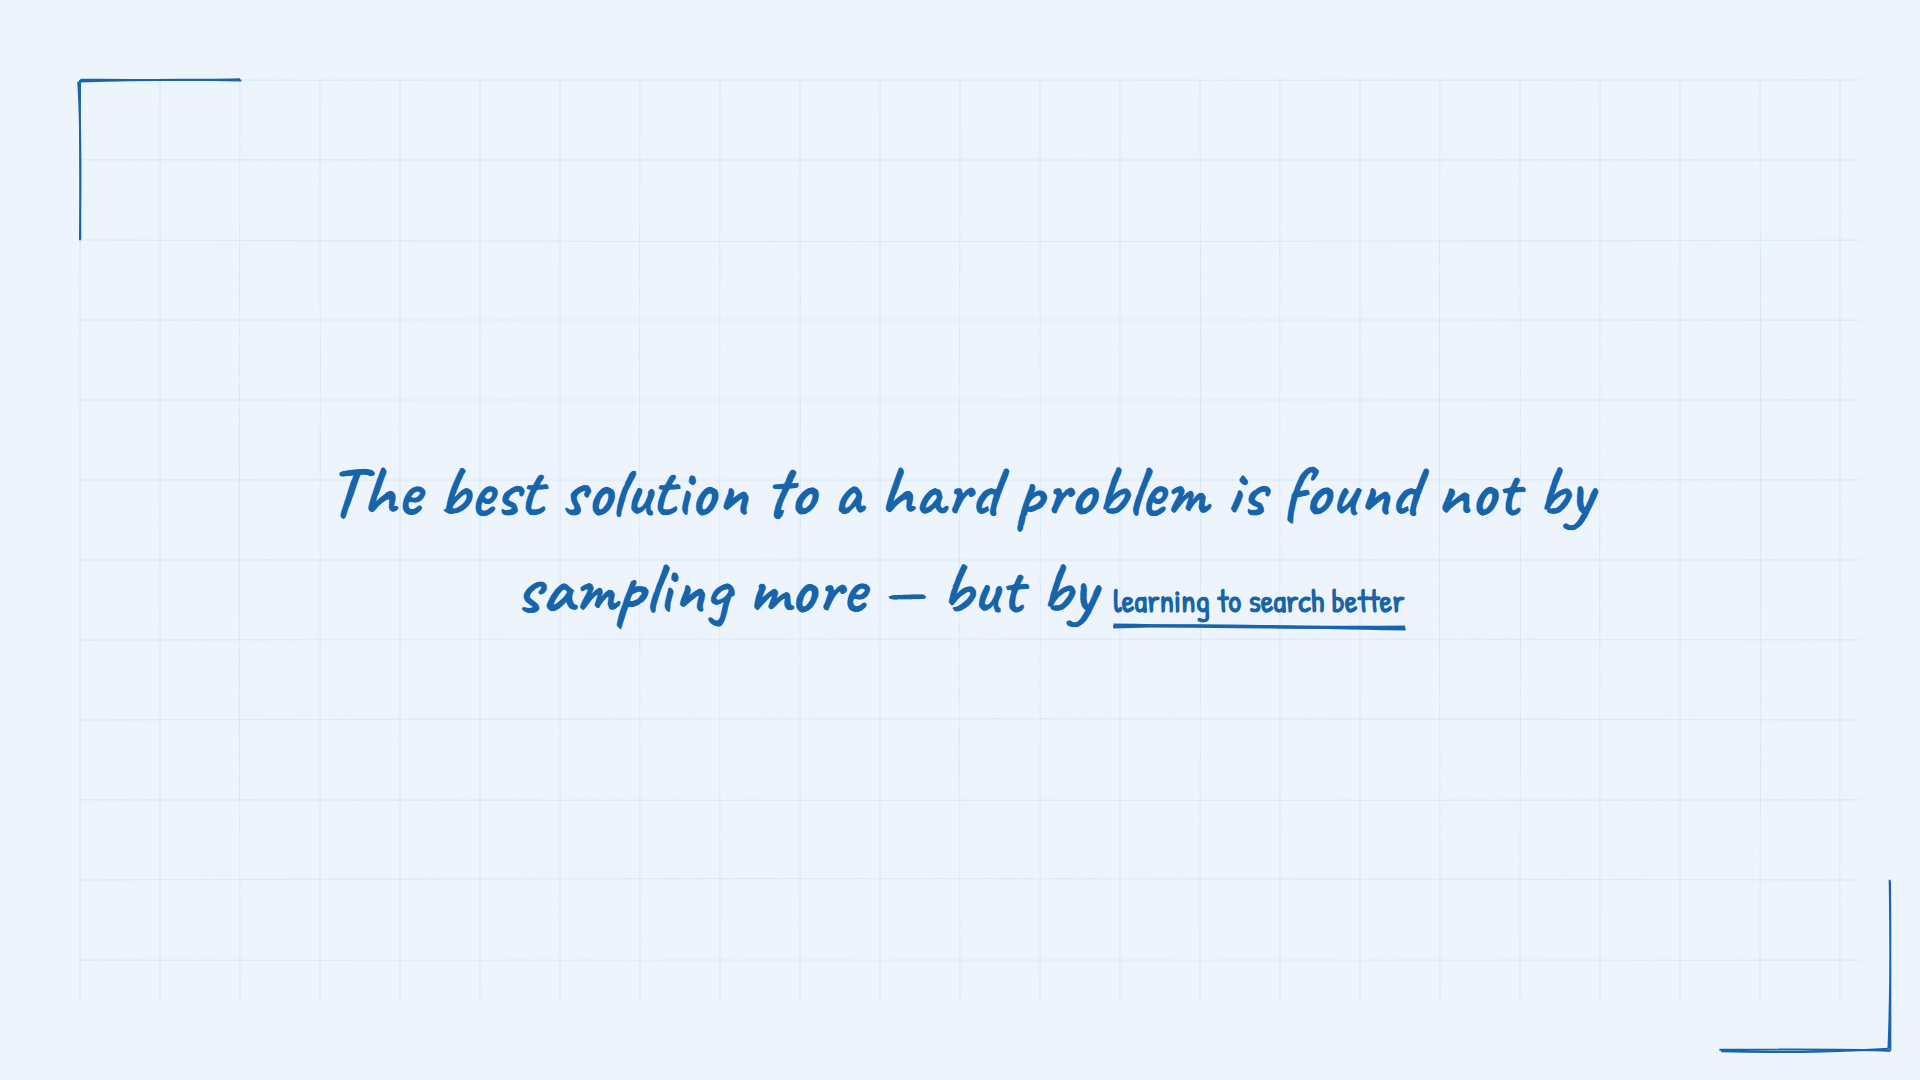 The best solution to a hard problem is found not by
sampling more — but by learning to search better